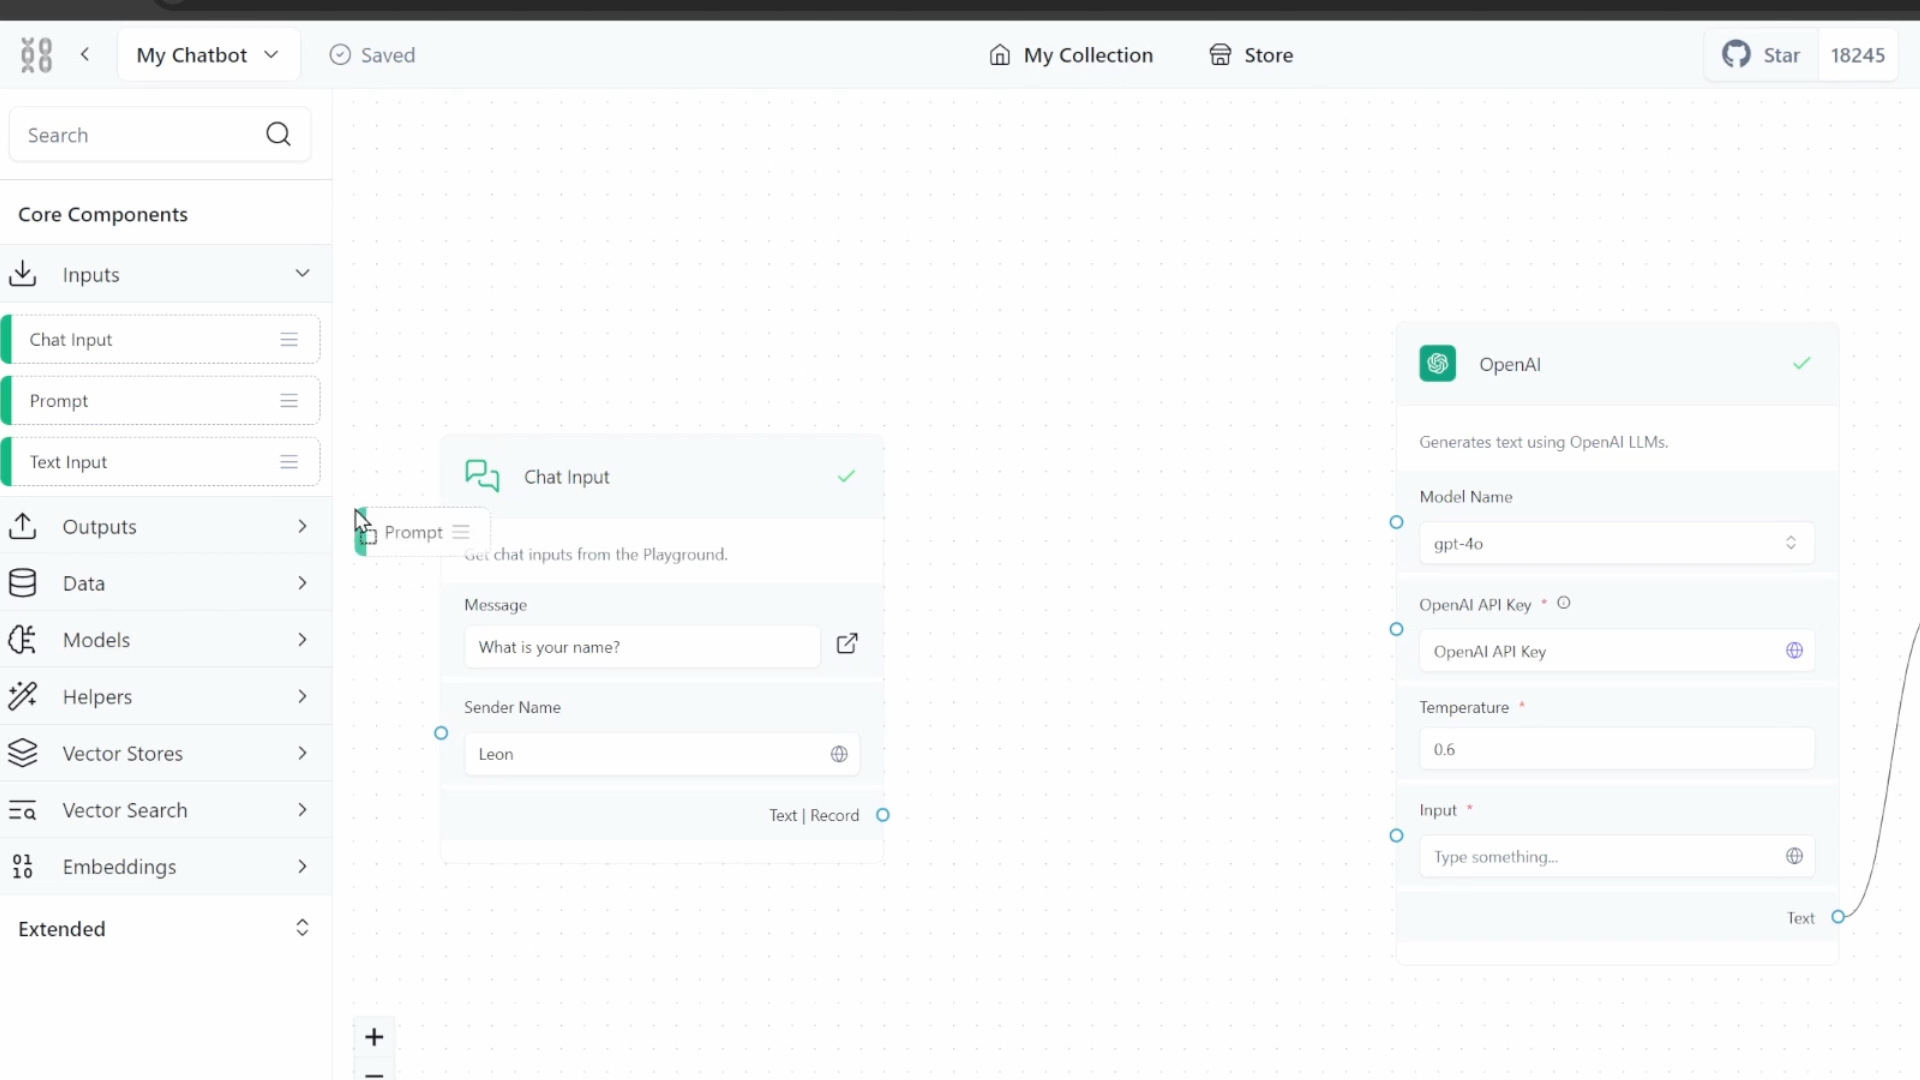 My Chatbot
Saved
My Collection
Store
Star
18245
Search
Core Components
Inputs
Chat Input
Prompt
Text Input
Outputs
Data
Models
Helpers
Vector Stores
Vector Search
Embeddings
Extended
Prompt
Chat Input
Get chat inputs from the Playground.
Message
What is your name?
Sender Name
Leon
Text | Record
OpenAI
Generates text using OpenAI LLMs.
Model Name
gpt-4o
OpenAI API Key *
OpenAI API Key
Temperature *
0.6
Input *
Type something...
Text